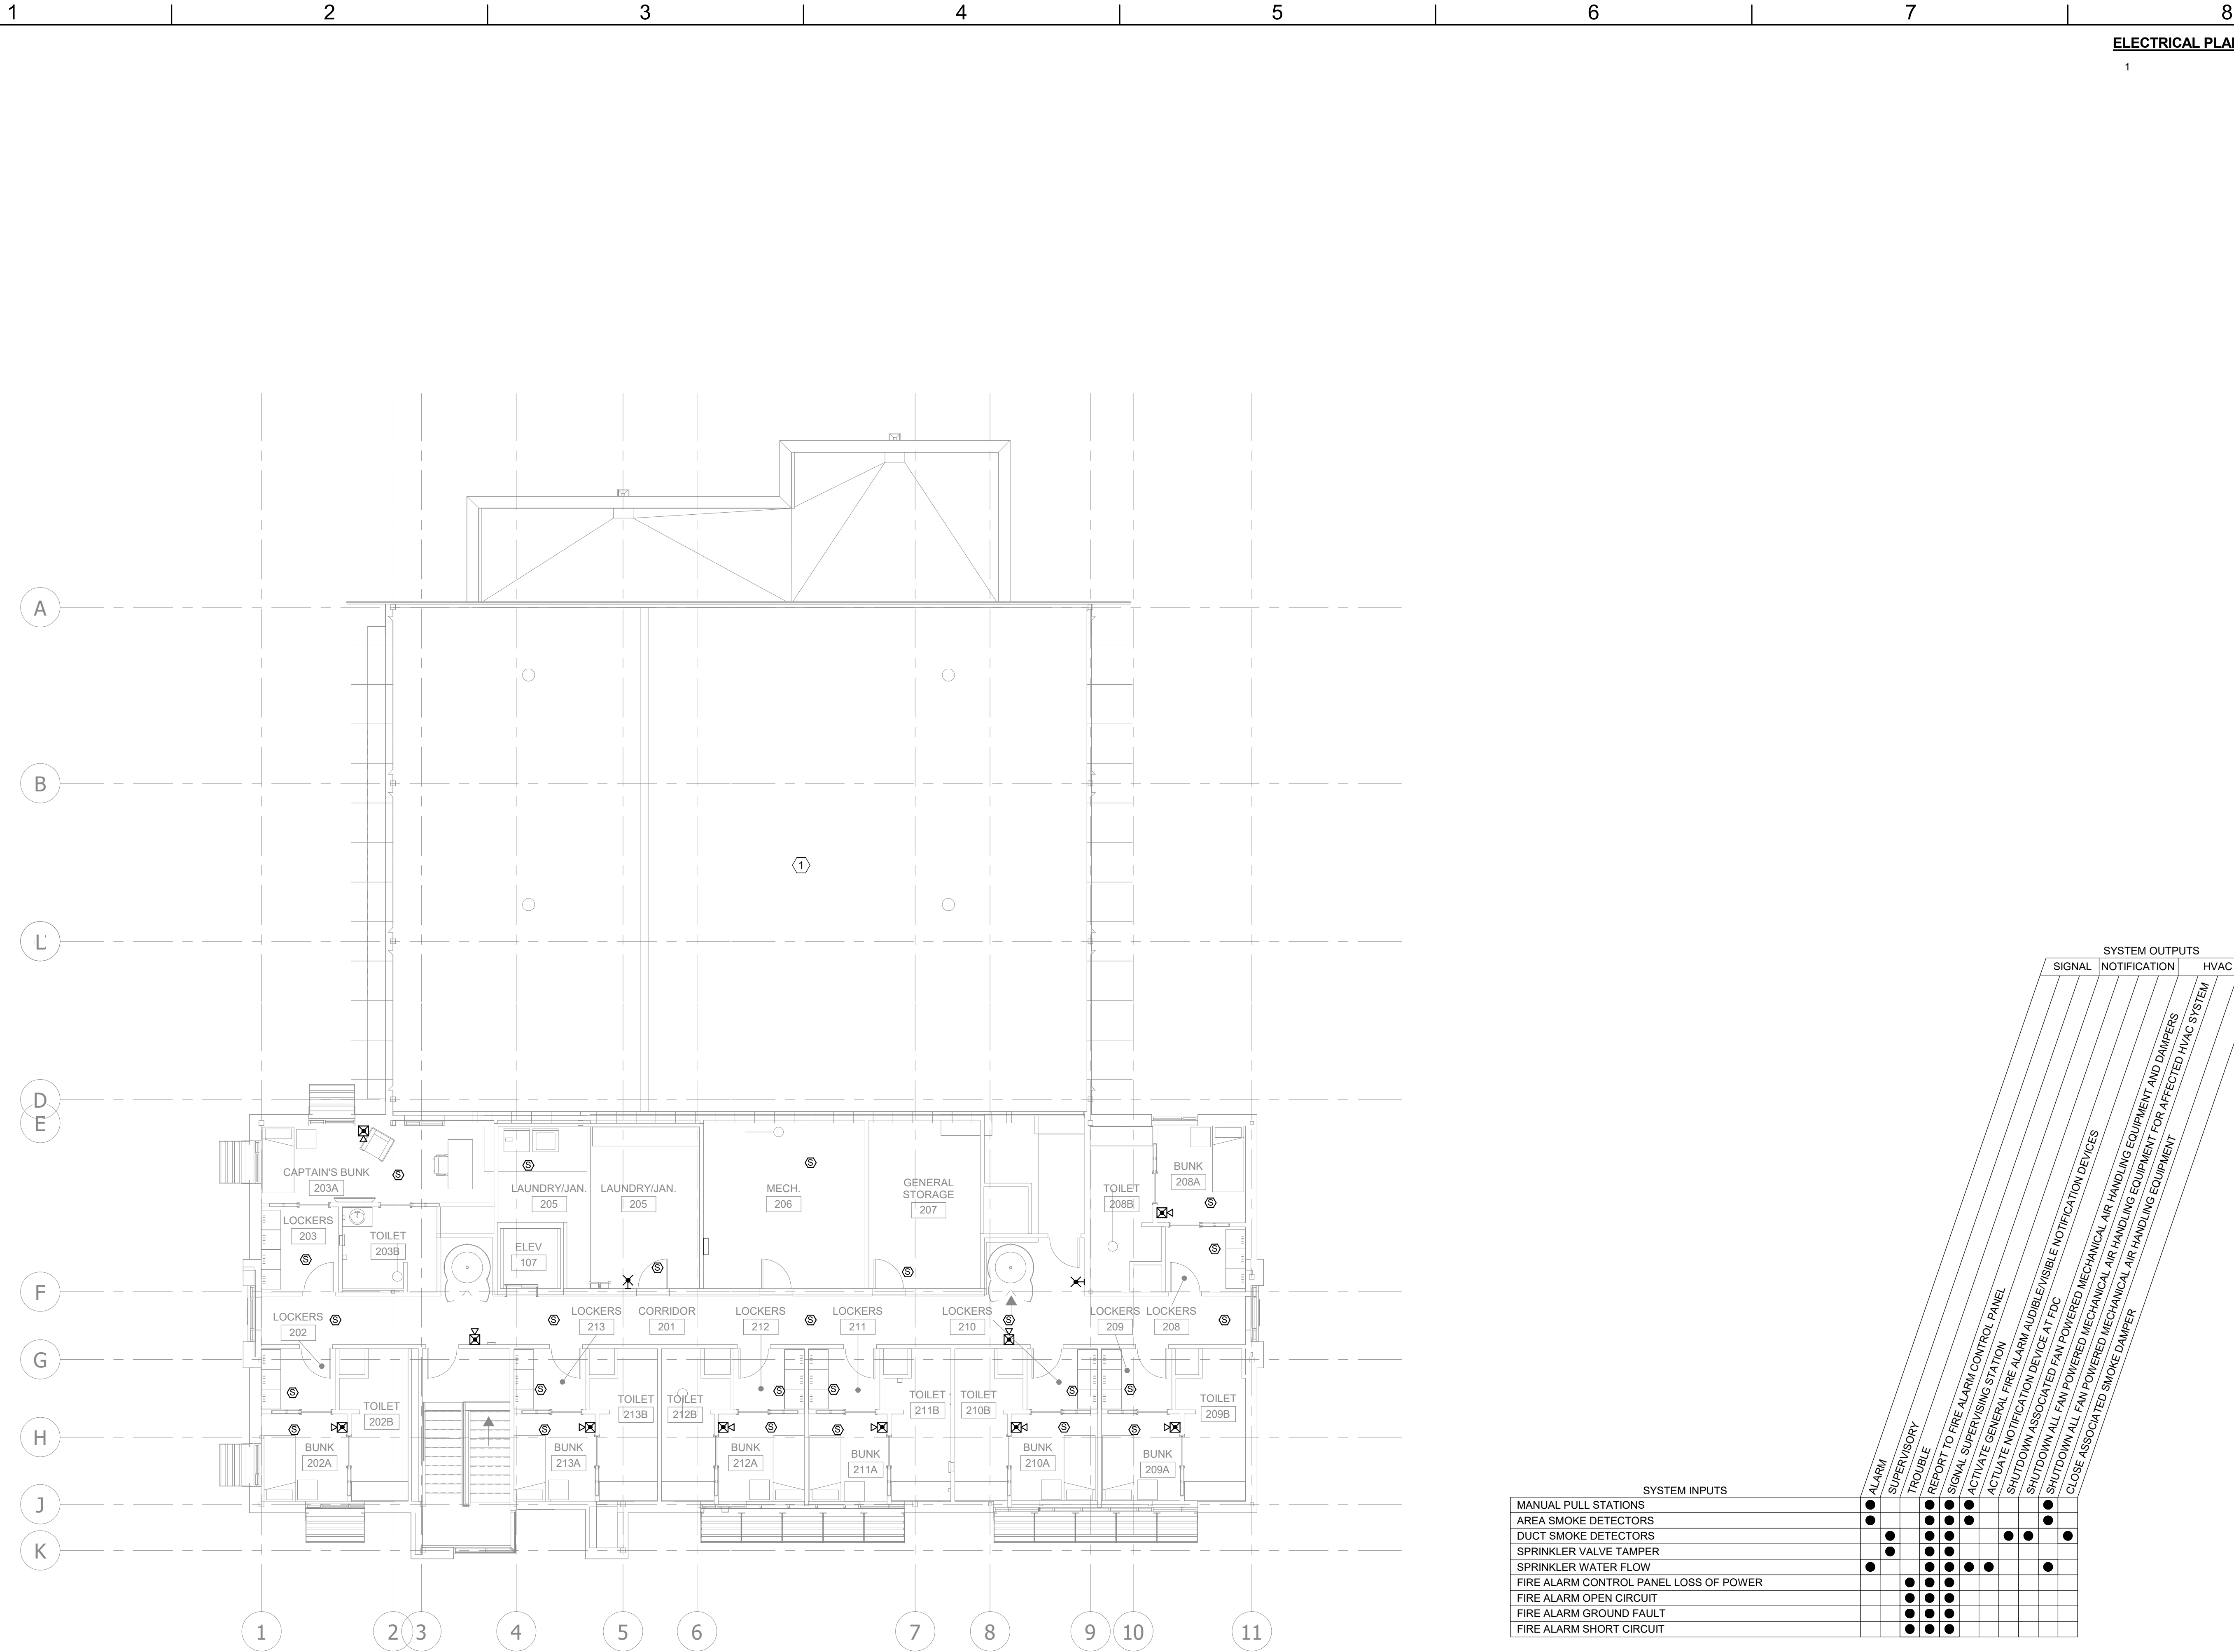 1 2 3 4 5 6 7 8
ELECTRICAL PLA
1
A
B
1
L
SYSTEM OUTPUTS
SIGNAL NOTIFICATION HVAC
D
E
CAPTAIN'S BUNK
203A
S
LAUNDRY/JAN.
205
S
LAUNDRY/JAN.
205
MECH.
206
S
GENERAL
STORAGE
207
TOILET
208B
BUNK
208A
S
LOCKERS
203
S
TOILET
203B
ELEV
107
S
S
S
F
LOCKERS
202
S
S
LOCKERS
213
CORRIDOR
201
LOCKERS
212
S
LOCKERS
211
LOCKERS
210
S
LOCKERS
209
LOCKERS
208
S
G
S
TOILET
202B
S
TOILET
213B
TOILET
212B
S
S
TOILET
211B
TOILET
210B
S
S
TOILET
209B
H
S
BUNK
202A
S
BUNK
213A
S
BUNK
212A
S
BUNK
211A
S
BUNK
210A
S
BUNK
209A
J
K
1 2 3 4 5 6 7 8 9 10 11
ALARM
SUPERVISORY
TROUBLE
REPORT TO FIRE ALARM CONTROL PANEL
SIGNAL SUPERVISING STATION
ACTIVATE GENERAL FIRE ALARM AUDIBLE/VISIBLE NOTIFICATION DEVICES
ACTUATE NOTIFICATION DEVICE AT FDC
SHUTDOWN ASSOCIATED FAN POWERED MECHANICAL AIR HANDLING EQUIPMENT AND DAMPERS
SHUTDOWN ALL FAN POWERED MECHANICAL AIR HANDLING EQUIPMENT FOR AFFECTED HVAC SYSTEM
SHUTDOWN ALL FAN POWERED MECHANICAL AIR HANDLING EQUIPMENT
CLOSE ASSOCIATED SMOKE DAMPER
SYSTEM INPUTS
MANUAL PULL STATIONS
AREA SMOKE DETECTORS
DUCT SMOKE DETECTORS
SPRINKLER VALVE TAMPER
SPRINKLER WATER FLOW
FIRE ALARM CONTROL PANEL LOSS OF POWER
FIRE ALARM OPEN CIRCUIT
FIRE ALARM GROUND FAULT
FIRE ALARM SHORT CIRCUIT